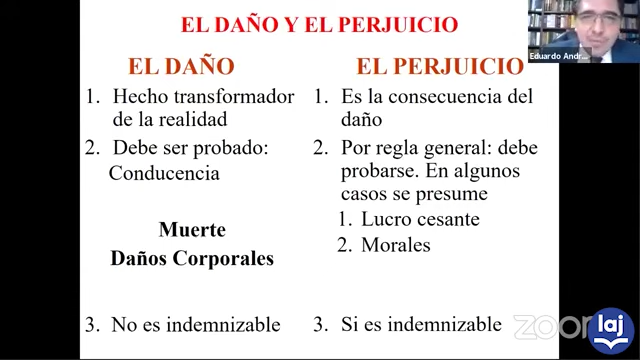 EL DAÑO Y EL PERJUICIO
EL DAÑO
1. Hecho transformador
de la realidad
2. Debe ser probado:
Conducencia
Muerte
Daños Corporales
3. No es indemnizable
EL PERJUICIO
1. Es la consecuencia del
daño
2. Por regla general: debe
probarse. En algunos
casos se presume
1. Lucro cesante
2. Morales
3. Si es indemnizable
Eduardo Andr...
zoom
laj